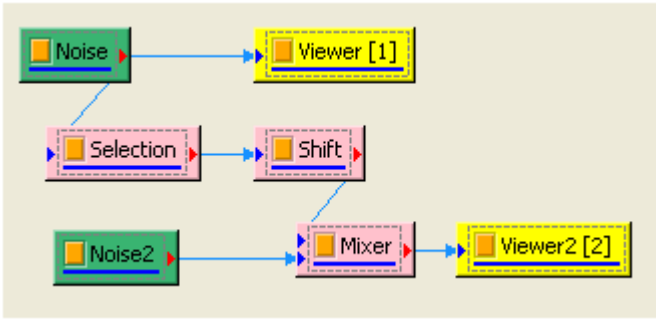 Noise
Viewer [1]
Selection
Shift
Noise2
Mixer
Viewer2 [2]